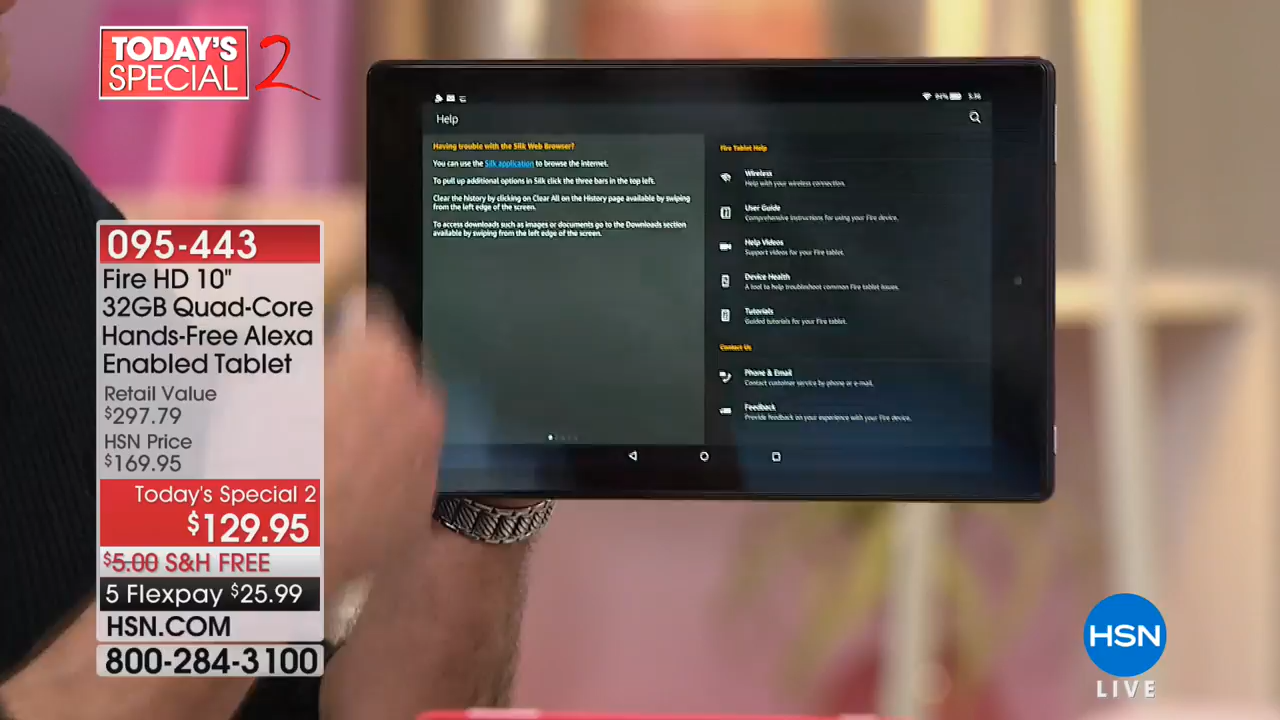 TODAY'S
SPECIAL 2
095-443
Fire HD 10"
32GB Quad-Core
Hands-Free Alexa
Enabled Tablet
Retail Value
$297.79
HSN Price
$169.95
Today's Special 2
$129.95
$5.00 S&H FREE
5 Flexpay $25.99
HSN.COM
800-284-3100
94% 5:36
Help
Having trouble with the Silk Web Browser?
You can use the Silk application to browse the internet.
To pull up additional options in Silk click the three bars in the top left.
Clear the history by clicking on Clear All on the History page available by swiping
from the left edge of the screen.
To access downloads such as images or documents go to the Downloads section
available by swiping from the left edge of the screen.
Fire Tablet Help
Wireless
Help with your wireless connection.
User Guide
Comprehensive instructions for using your Fire device.
Help Videos
Support videos for your Fire tablet.
Device Health
A tool to help troubleshoot common Fire tablet issues.
Tutorials
Guided tutorials for your Fire tablet.
Contact Us
Phone & Email
Contact customer service by phone or e-mail.
Feedback
Provide feedback on your experience with your Fire device.
HSN
LIVE